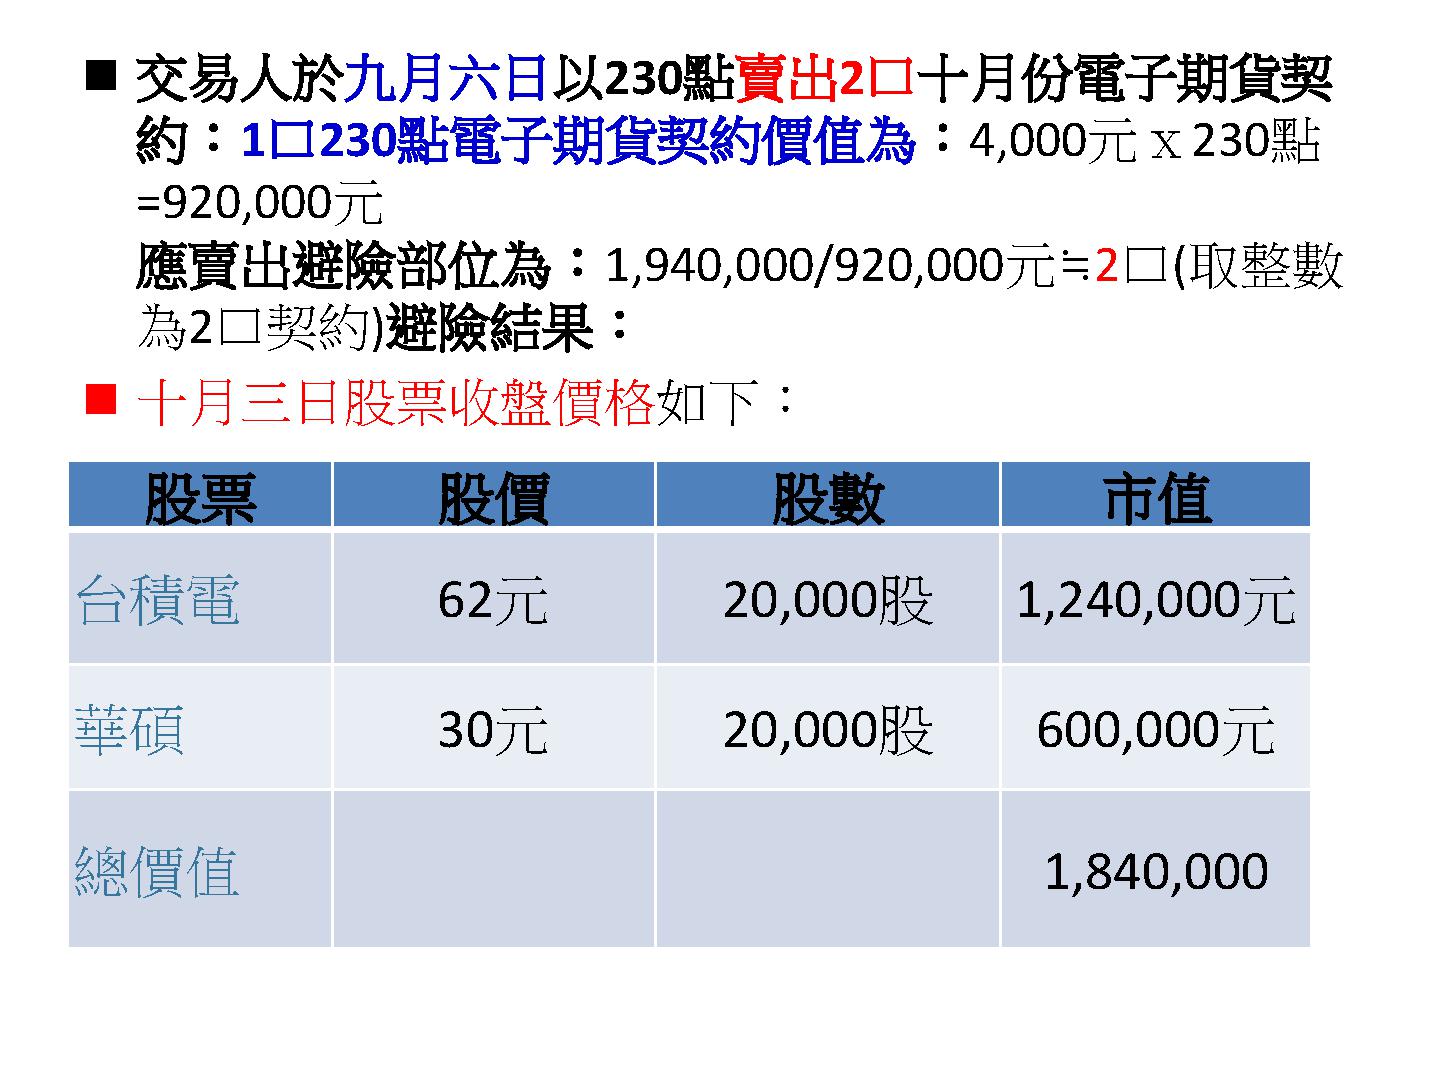 ■ 交易人於九月六日以230點賣出2口十月份電子期貨契
約：1口230點電子期貨契約價值為：4,000元 x 230點
=920,000元
應賣出避險部位為：1,940,000/920,000元≒2口(取整數
為2口契約)避險結果：
■ 十月三日股票收盤價格如下：
股票 股價 股數 市值
台積電 62元 20,000股 1,240,000元
華碩 30元 20,000股 600,000元
總價值 1,840,000